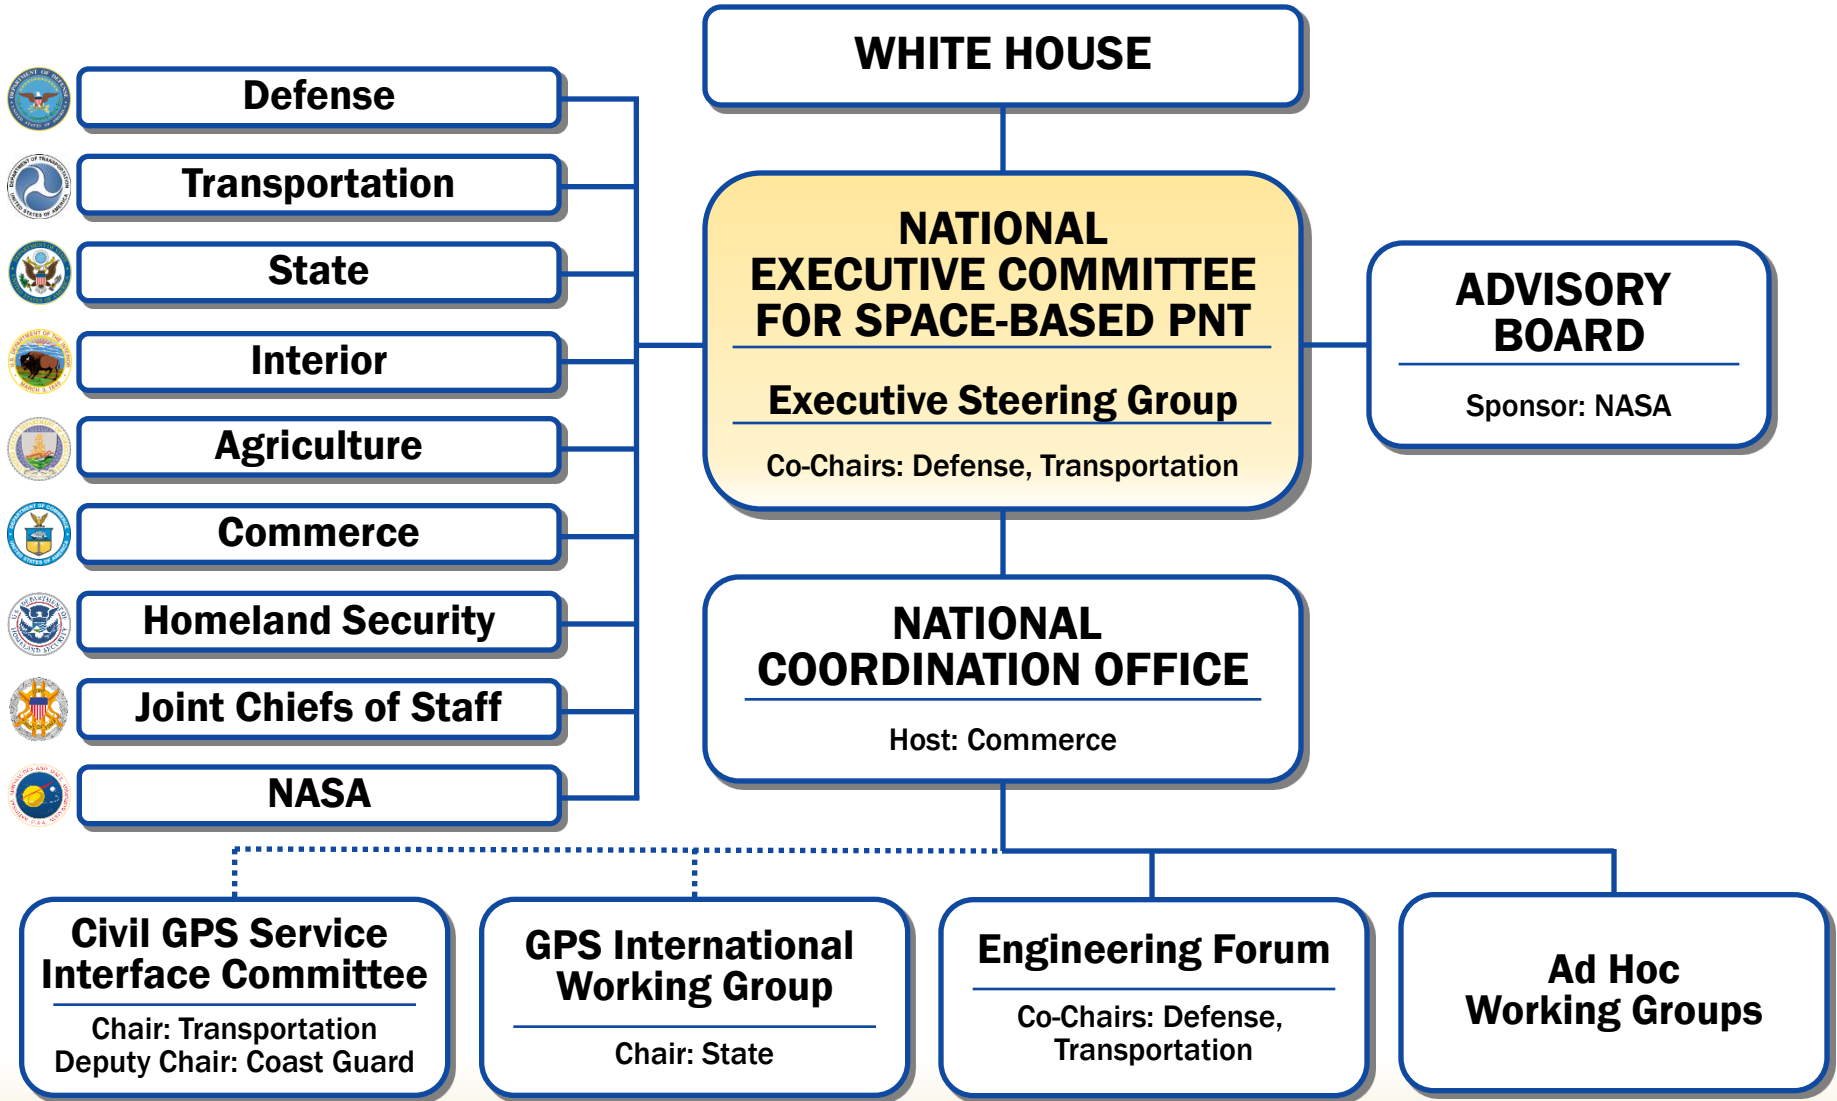 WHITE HOUSE
Defense
Transportation
State
Interior
Agriculture
Commerce
Homeland Security
Joint Chiefs of Staff
NASA
NATIONAL
EXECUTIVE COMMITTEE
FOR SPACE-BASED PNT
Executive Steering Group
Co-Chairs: Defense, Transportation
ADVISORY
BOARD
Sponsor: NASA
NATIONAL
COORDINATION OFFICE
Host: Commerce
Civil GPS Service
Interface Committee
Chair: Transportation
Deputy Chair: Coast Guard
GPS International
Working Group
Chair: State
Engineering Forum
Co-Chairs: Defense,
Transportation
Ad Hoc
Working Groups